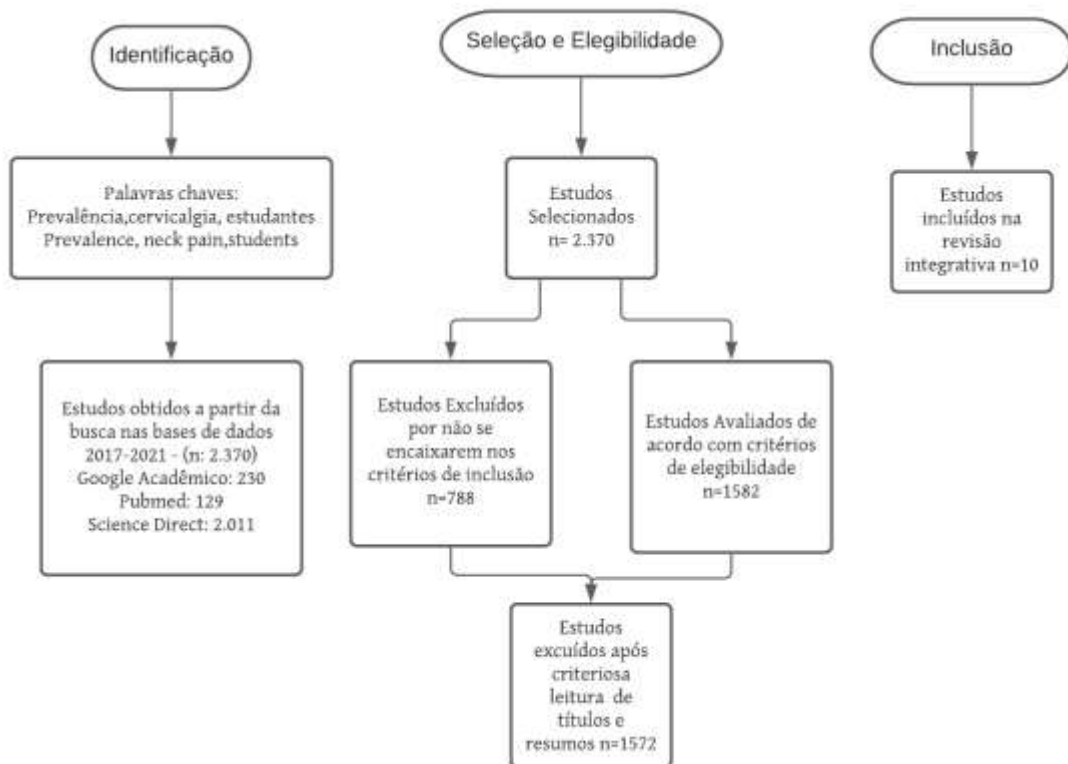 Identificação
Palavras chaves:
Prevalência,cervicalgia, estudantes
Prevalence, neck pain,students
Estudos obtidos a partir da
busca nas bases de dados
2017-2021 - (n: 2.370)
Google Acadêmico: 230
Pubmed: 129
Science Direct: 2.011
Seleção e Elegibilidade
Estudos
Selecionados
n= 2.370
Estudos Excluídos
por não se
encaixarem nos
critérios de inclusão
n=788
Estudos Avaliados de
acordo com critérios
de elegibilidade
n=1582
Estudos
excuídos após
criteriosa
leitura de
títulos e
resumos n=1572
Inclusão
Estudos
incluídos na
revisão
integrativa n=10